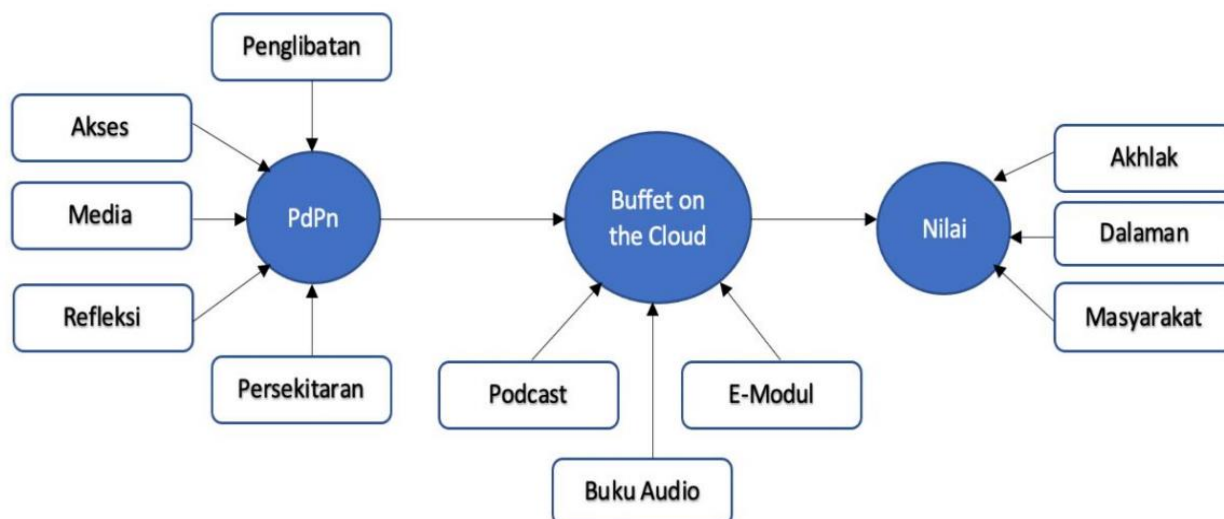 Penglibatan
Akses
Media
Refleksi
Persekitaran
PdPn
Buffet on
the Cloud
Podcast
E-Modul
Buku Audio
Nilai
Akhlak
Dalaman
Masyarakat